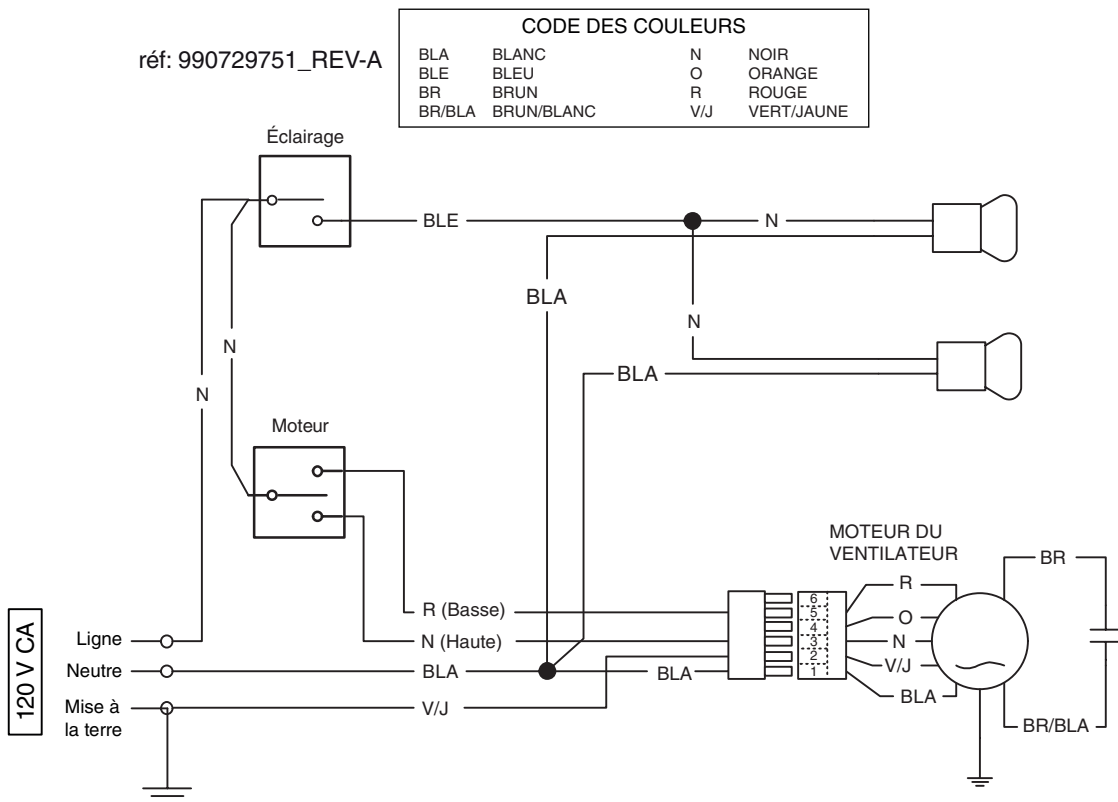 réf: 990729751_REV-A
CODE DES COULEURS
BLA BLANC N NOIR
BLE BLEU O ORANGE
BR BRUN R ROUGE
BR/BLA BRUN/BLANC V/J VERT/JAUNE
Éclairage
BLE
N
BLA
N
N
BLA
N
Moteur
MOTEUR DU
VENTILATEUR
R
BR
6
5
4
3
2
1
O
N
V/J
BLA
BR/BLA
120 V CA
Ligne
Neutre
Mise à
la terre
R (Basse)
N (Haute)
BLA
BLA
V/J